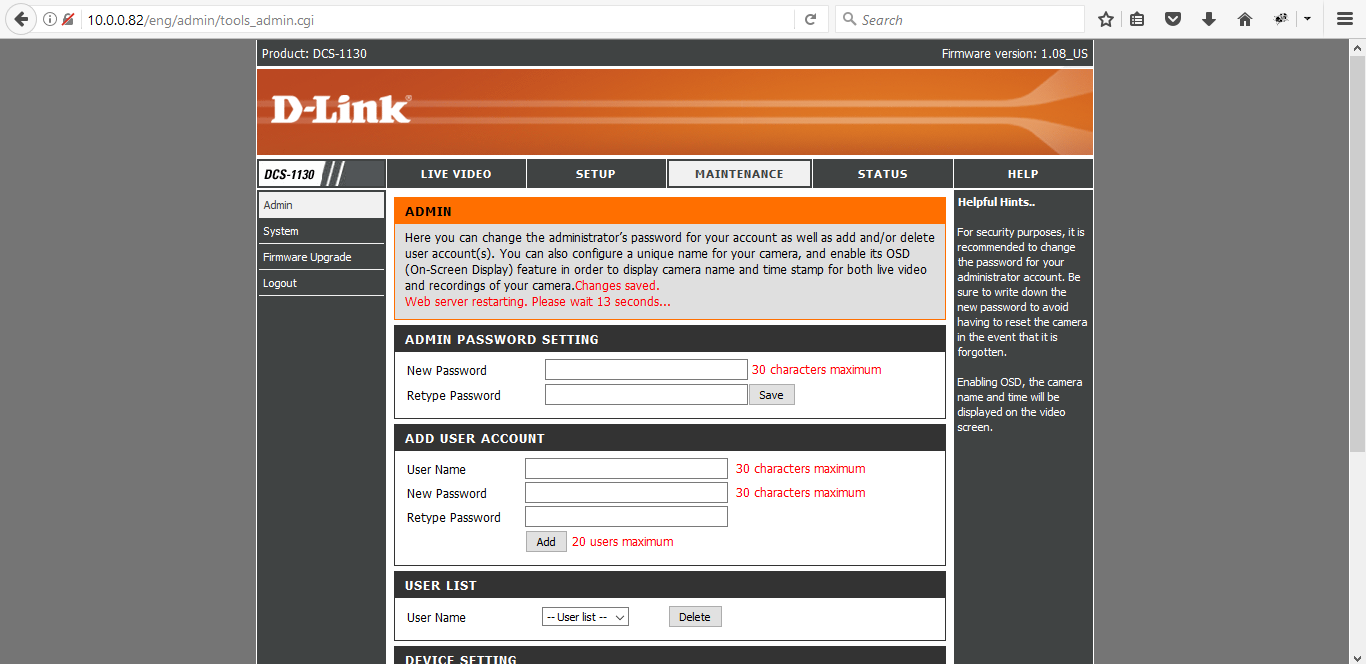 10.0.0.82/eng/admin/tools_admin.cgi
Search
Product: DCS-1130
Firmware version: 1.08_US
D-Link®
DCS-1130
LIVE VIDEO
SETUP
MAINTENANCE
STATUS
HELP
Admin
System
Firmware Upgrade
Logout
ADMIN
Here you can change the administrator's password for your account as well as add and/or delete
user account(s). You can also configure a unique name for your camera, and enable its OSD
(On-Screen Display) feature in order to display camera name and time stamp for both live video
and recordings of your camera.Changes saved.
Web server restarting. Please wait 13 seconds...
ADMIN PASSWORD SETTING
New Password
30 characters maximum
Retype Password
Save
ADD USER ACCOUNT
User Name
30 characters maximum
New Password
30 characters maximum
Retype Password
Add
20 users maximum
USER LIST
User Name
-- User list --
Delete
DEVICE SETTING
Helpful Hints..
For security purposes, it is
recommended to change
the password for your
administrator account. Be
sure to write down the
new password to avoid
having to reset the camera
in the event that it is
forgotten.
Enabling OSD, the camera
name and time will be
displayed on the video
screen.